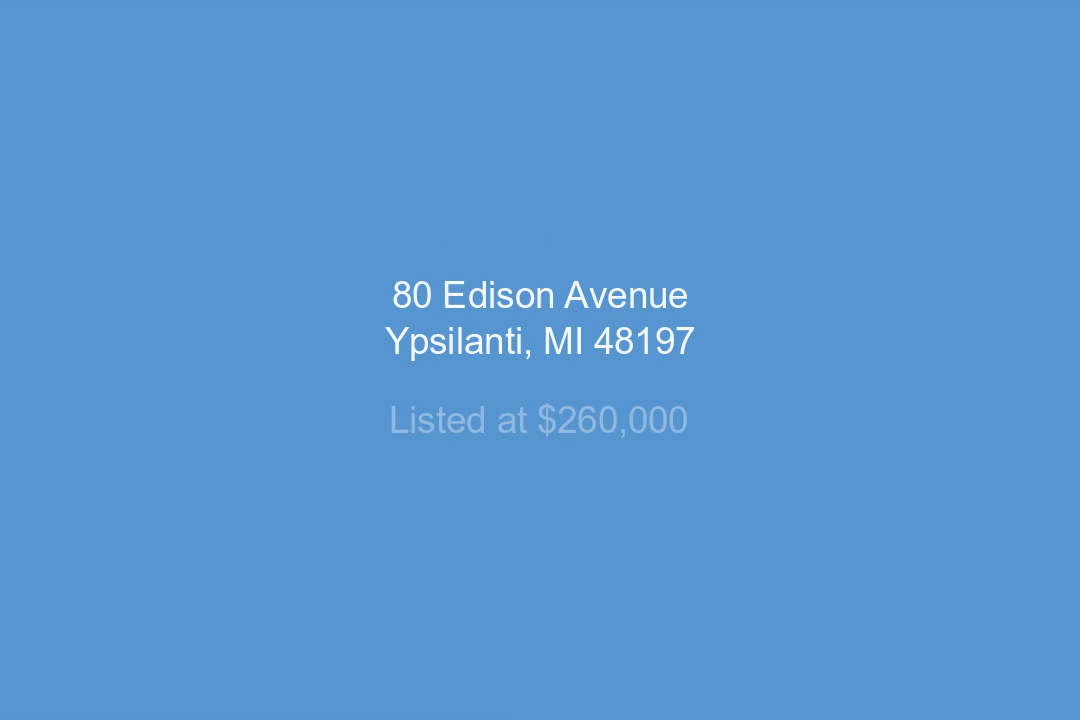 80 Edison Avenue
Ypsilanti, MI 48197
Listed at $260,000